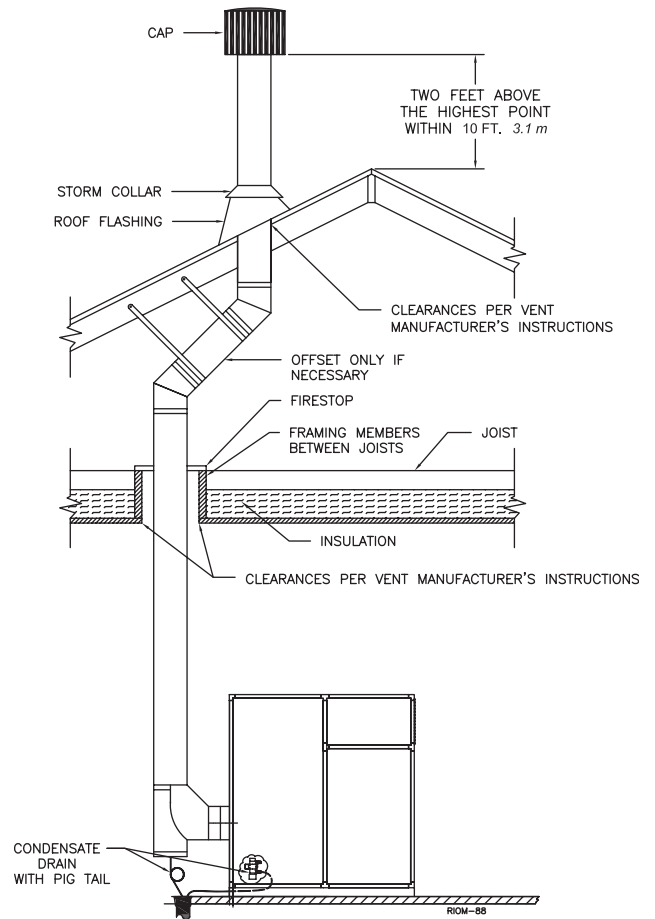 CAP
TWO FEET ABOVE
THE HIGHEST POINT
WITHIN 10 FT. 3.1 m
STORM COLLAR
ROOF FLASHING
CLEARANCES PER VENT
MANUFACTURER'S INSTRUCTIONS
OFFSET ONLY IF
NECESSARY
FIRESTOP
FRAMING MEMBERS
BETWEEN JOISTS
JOIST
INSULATION
CLEARANCES PER VENT MANUFACTURER'S INSTRUCTIONS
CONDENSATE
DRAIN
WITH PIG TAIL
RIOM-88